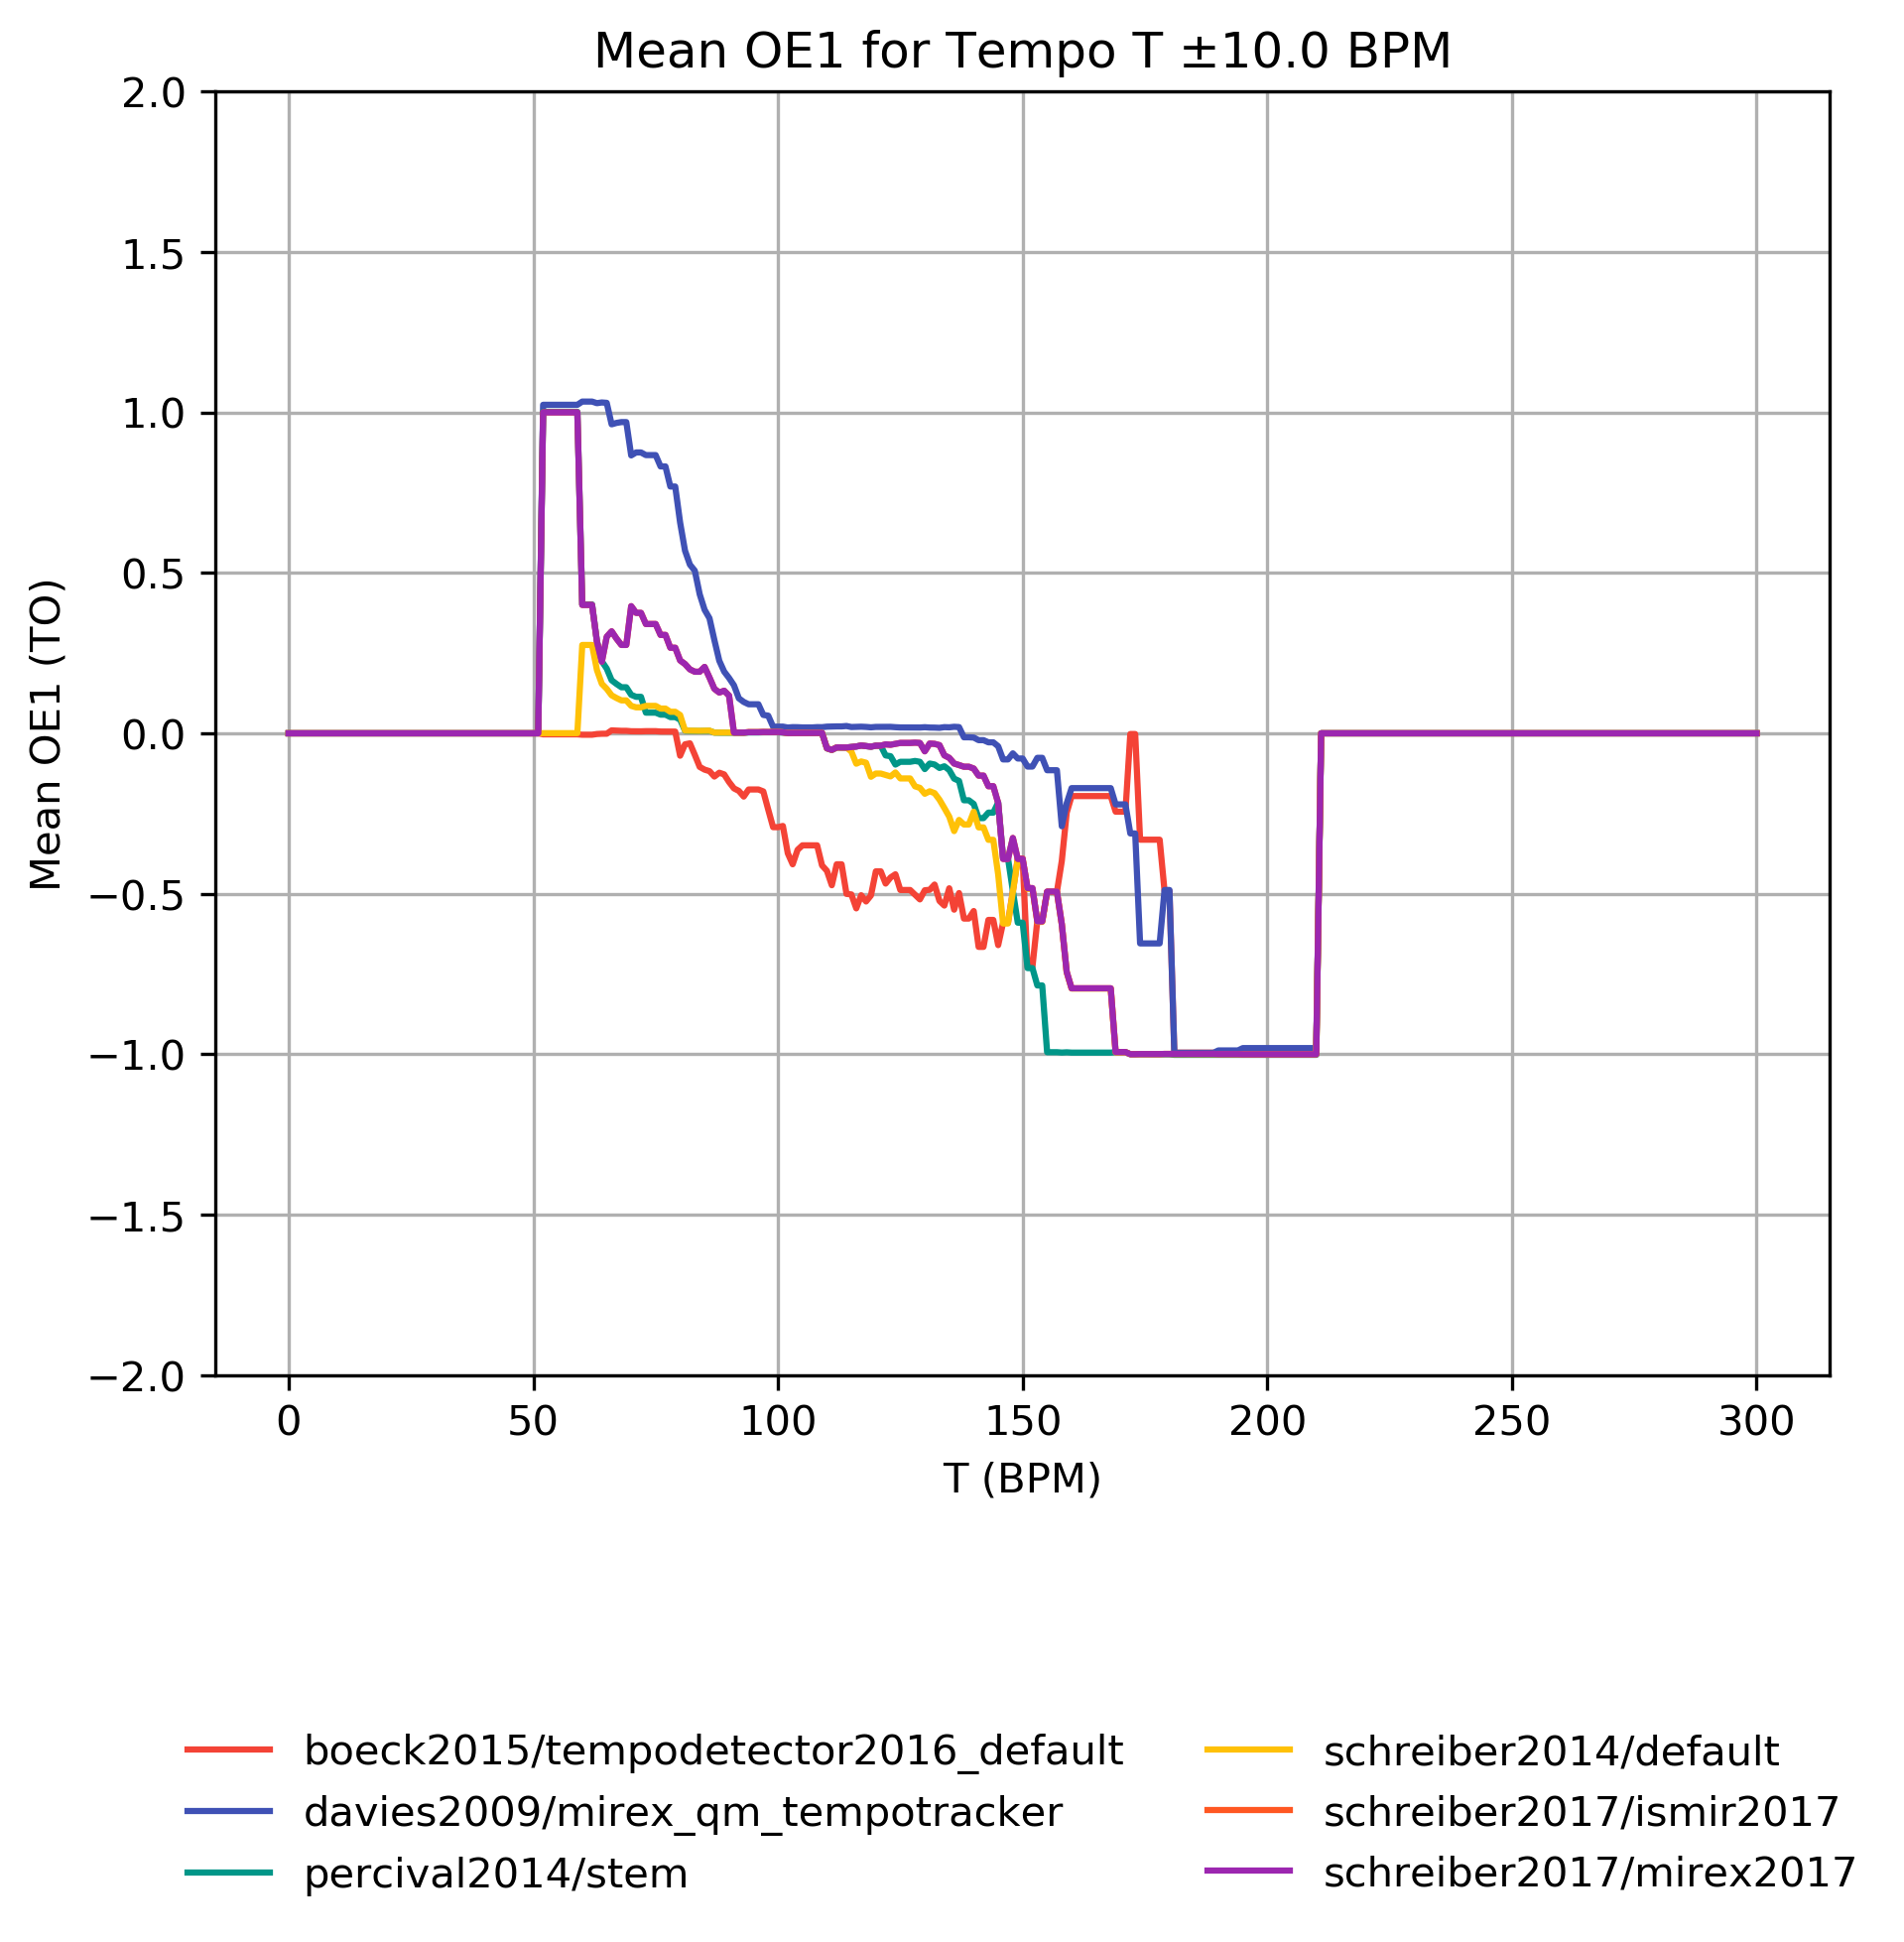 Mean OE1 for Tempo T ±10.0 BPM
2.0
1.5
1.0
0.5
0.0
−0.5
−1.0
−1.5
−2.0
Mean OE1 (TO)
0 50 100 150 200 250 300
T (BPM)
boeck2015/tempodetector2016_default
davies2009/mirex_qm_tempotracker
percival2014/stem
schreiber2014/default
schreiber2017/ismir2017
schreiber2017/mirex2017